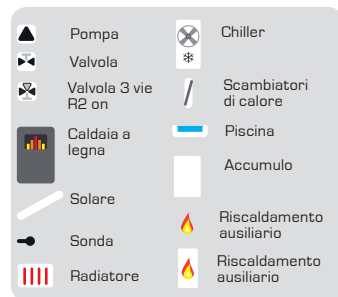 Pompa
Valvola
Valvola 3 vie
R2 on
Caldaia a
legna
Solare
Sonda
Radiatore
Chiller
Scambiatori
di calore
Piscina
Accumulo
Riscaldamento
ausiliario
Riscaldamento
ausiliario